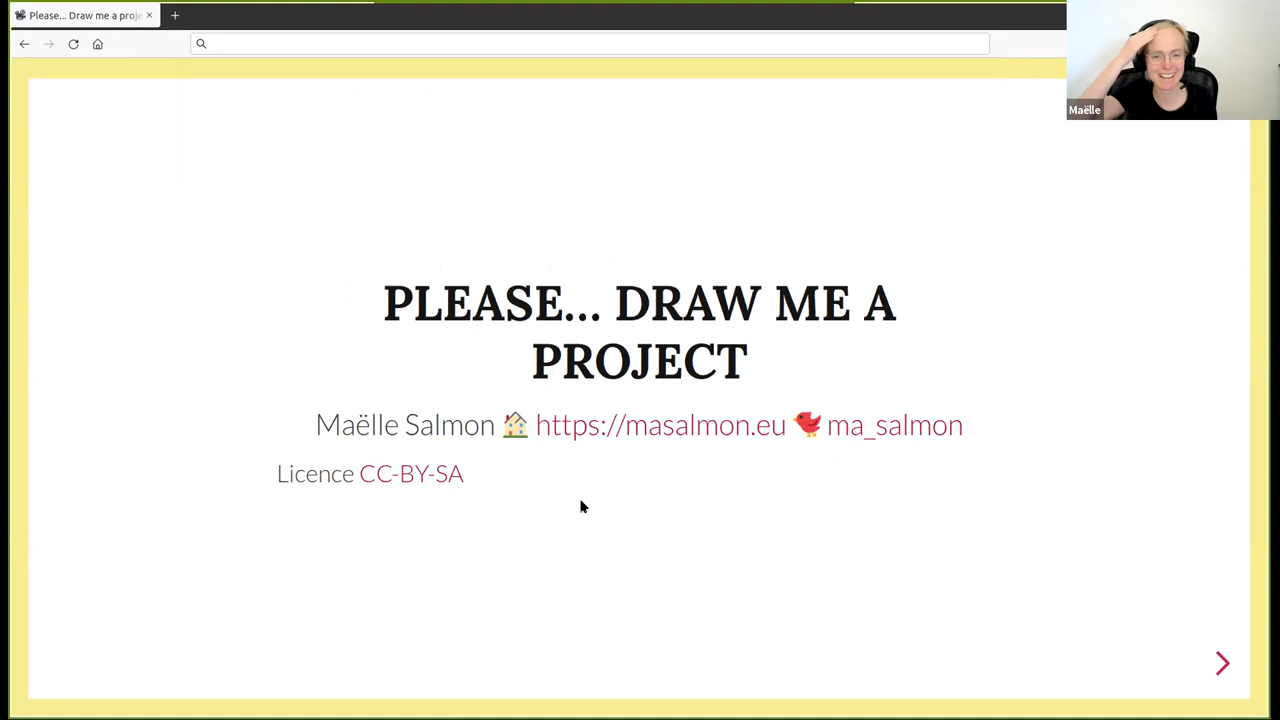 Please... Draw me a proje
Maëlle
PLEASE... DRAW ME A
PROJECT
Maëlle Salmon 🏠 https://masalmon.eu 🐦 ma_salmon
Licence CC-BY-SA